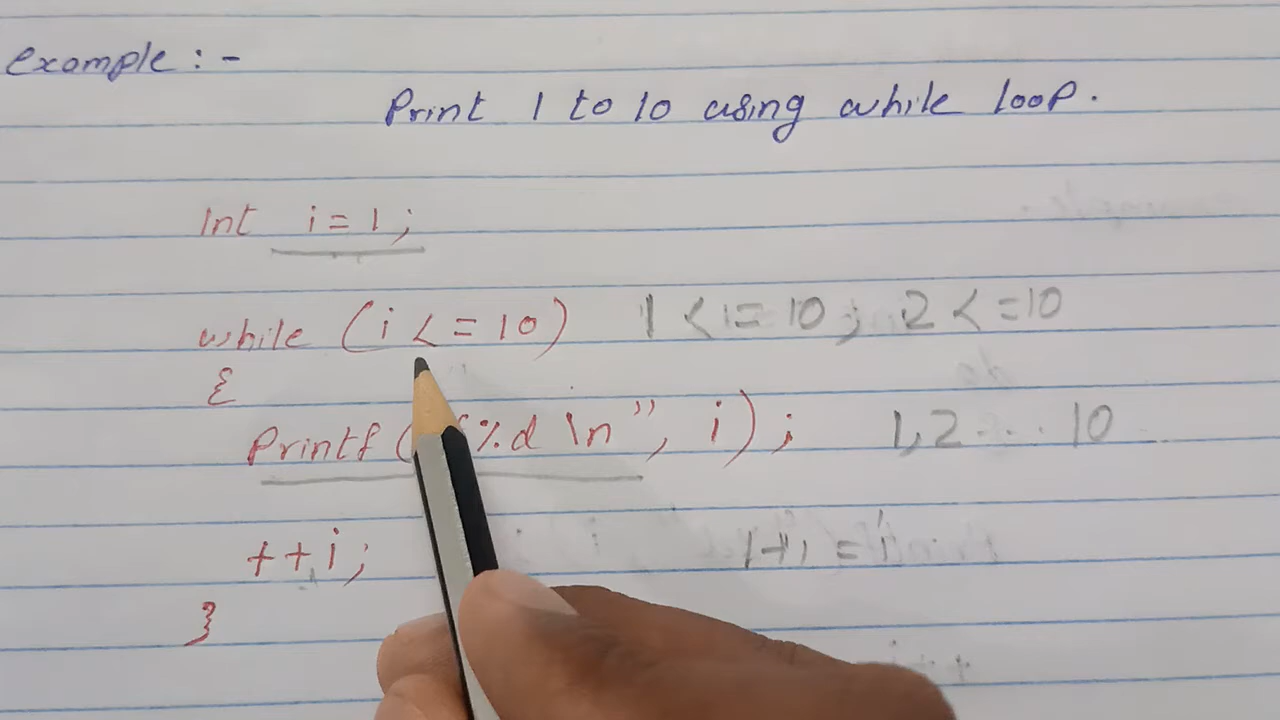 Example :-
Print 1 to 10 using while loop.
Int i = 1 ;
while ( i < = 10 ) 1 < 1= 10 ; 2 < = 10
{
Printf ( "%d \n", i ) ; 1, 2 ... 10
+ + i ; 1+1 = i
}